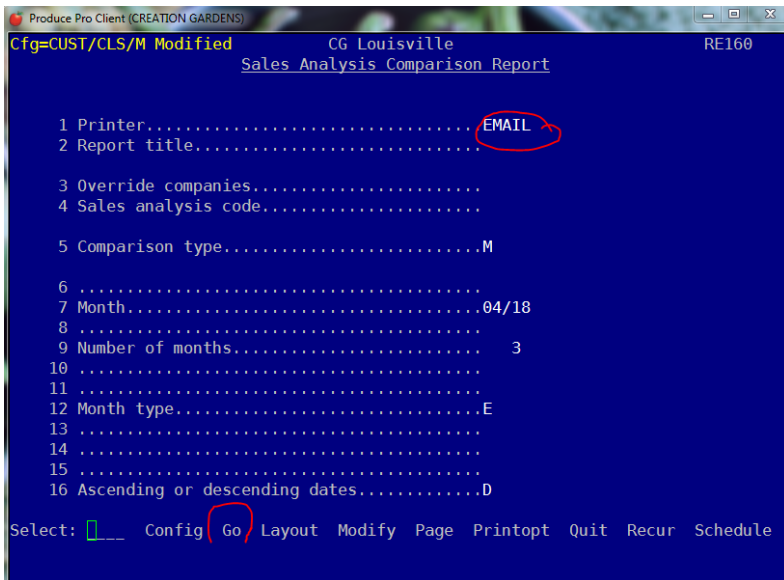 Produce Pro Client (CREATION GARDENS)
Cfg=CUST/CLS/M Modified CG Louisville RE160
Sales Analysis Comparison Report
1 Printer...................................EMAIL
2 Report title..............................
3 Override companies........................
4 Sales analysis code.......................
5 Comparison type...........................M
6 ..........................................
7 Month.....................................04/18
8 ..........................................
9 Number of months.......................... 3
10 ..........................................
11 ..........................................
12 Month type................................E
13 ..........................................
14 ..........................................
15 ..........................................
16 Ascending or descending dates.............D
Select: ___ Config Go Layout Modify Page Printopt Quit Recur Schedule